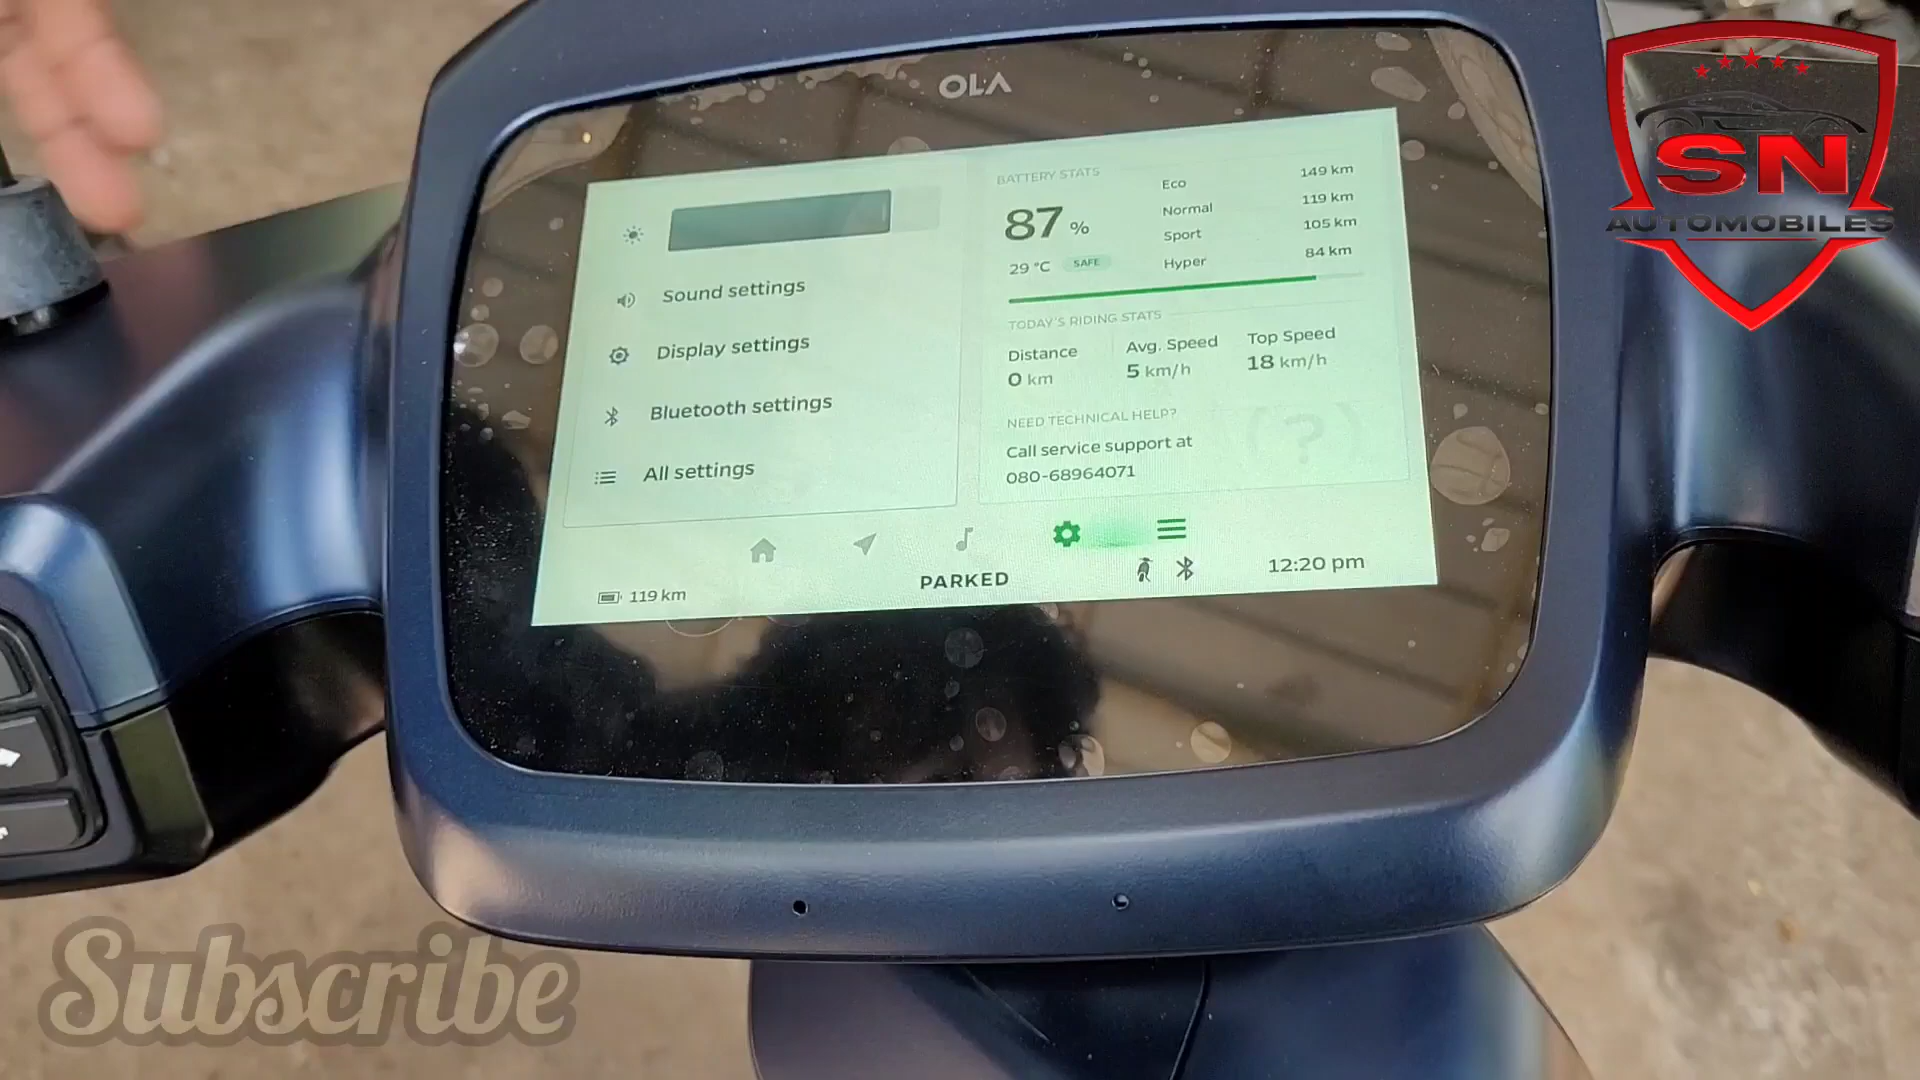 OLA
SN
AUTOMOBILES
Sound settings
Display settings
Bluetooth settings
All settings
BATTERY STATS
87 %
29 °C SAFE
Eco 149 km
Normal 119 km
Sport 105 km
Hyper 84 km
TODAY'S RIDING STATS
Distance
0 km
Avg. Speed
5 km/h
Top Speed
18 km/h
NEED TECHNICAL HELP?
Call service support at
080-68964071
(?)
119 km
PARKED
12:20 pm
Subscribe